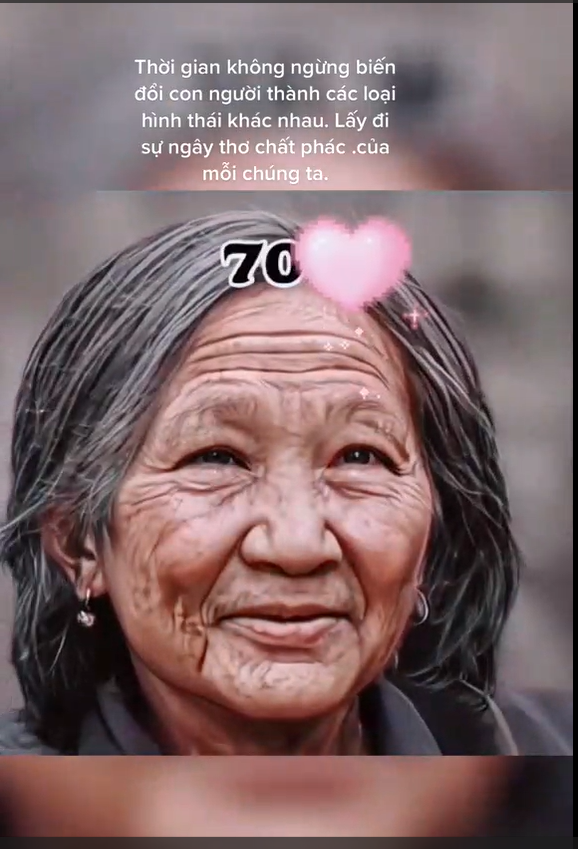 Thời gian không ngừng biến
đổi con người thành các loại
hình thái khác nhau. Lấy đi
sự ngây thơ chất phác .của
mỗi chúng ta.
70